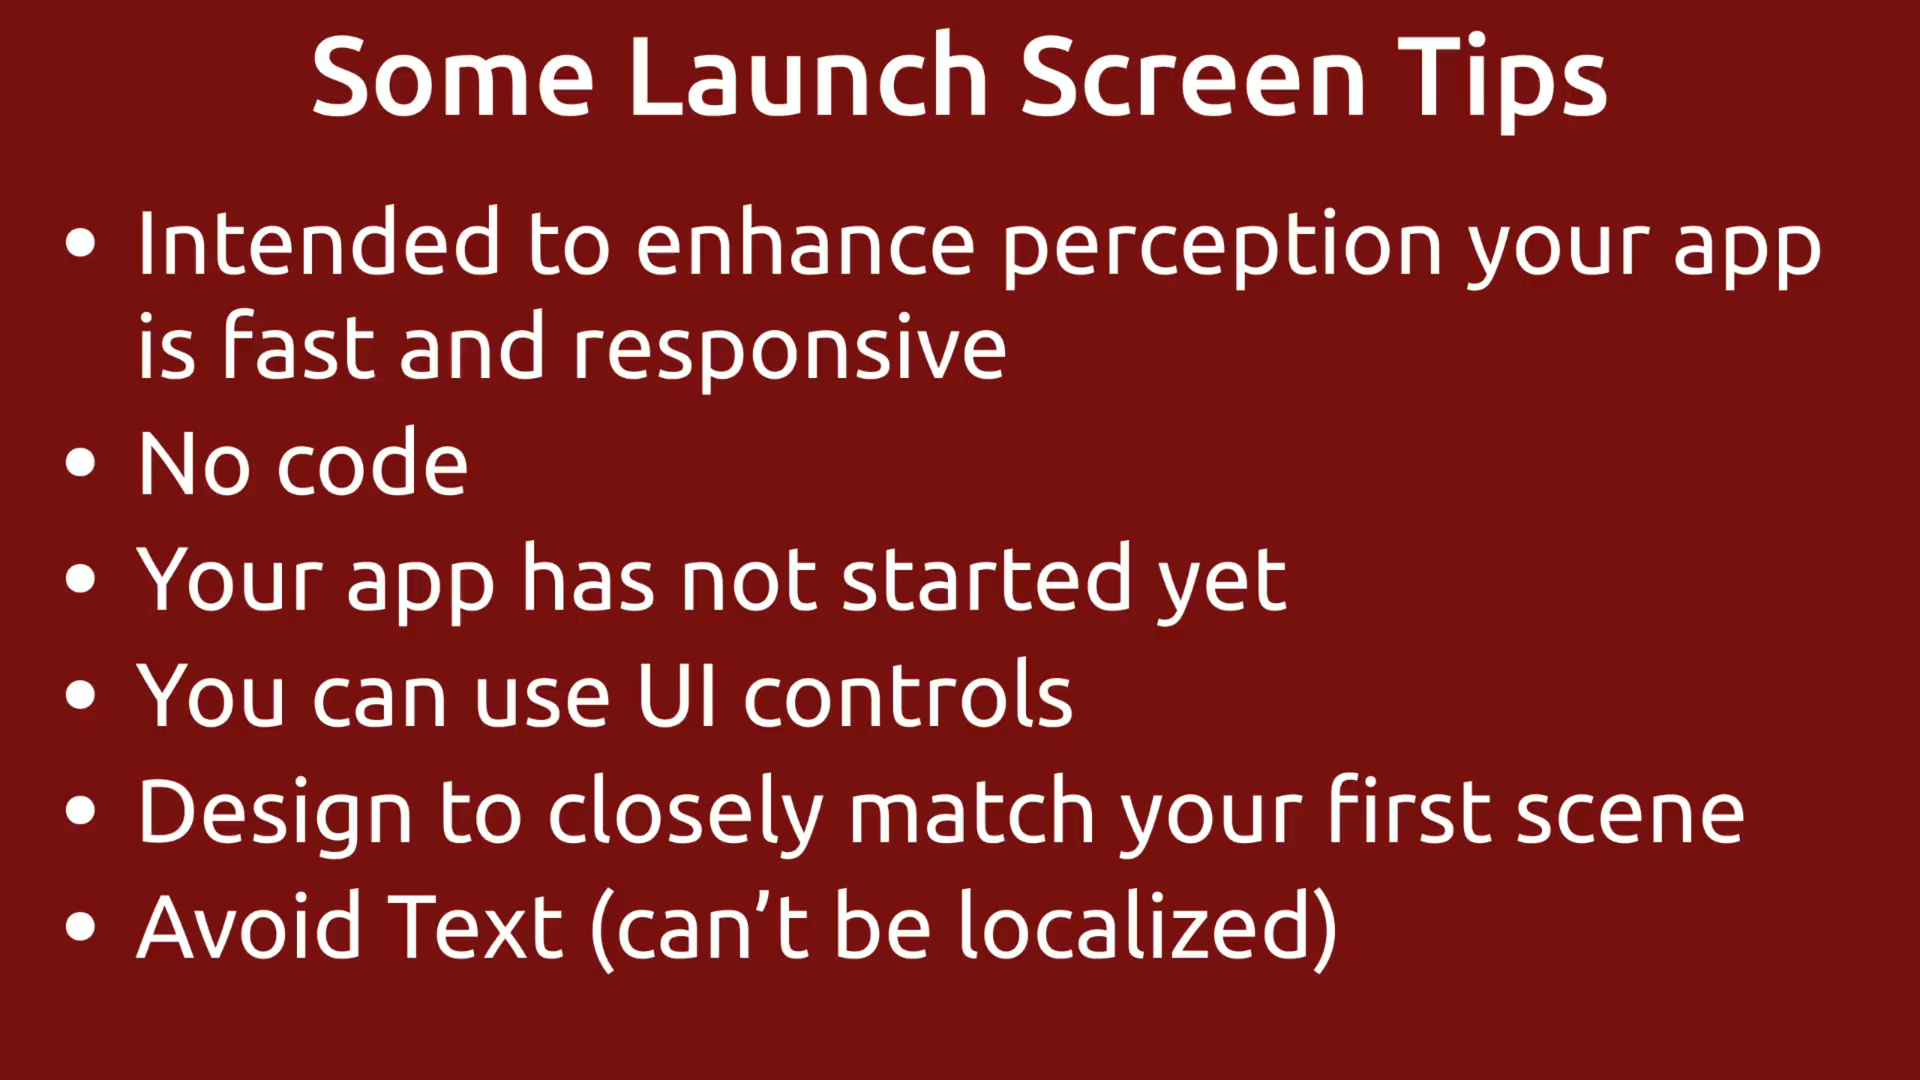 Some Launch Screen Tips
• Intended to enhance perception your app
is fast and responsive
• No code
• Your app has not started yet
• You can use UI controls
• Design to closely match your first scene
• Avoid Text (can’t be localized)